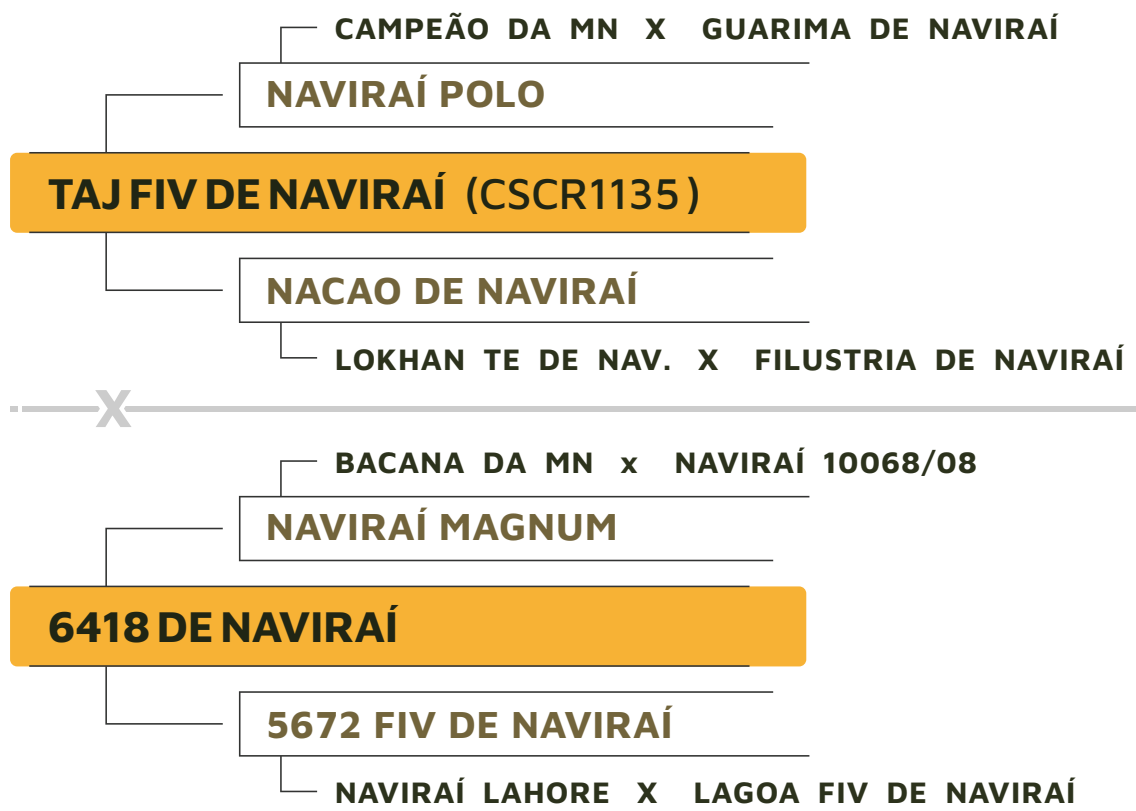 CAMPEÃO DA MN X GUARIMA DE NAVIRAÍ
NAVIRAÍ POLO
TAJ FIV DE NAVIRAÍ (CSCR1135)
NACAO DE NAVIRAÍ
LOKHAN TE DE NAV. X FILUSTRIA DE NAVIRAÍ
X
BACANA DA MN x NAVIRAÍ 10068/08
NAVIRAÍ MAGNUM
6418 DE NAVIRAÍ
5672 FIV DE NAVIRAÍ
NAVIRAÍ LAHORE X LAGOA FIV DE NAVIRAÍ